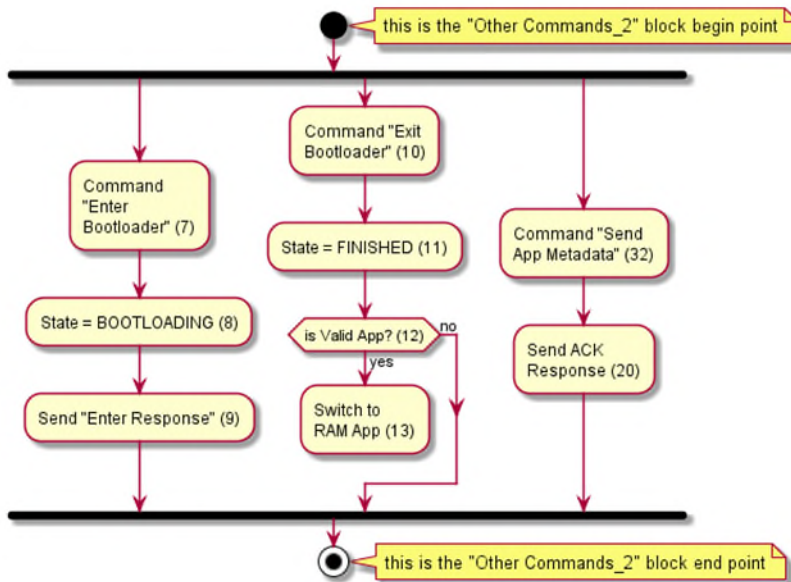 this is the "Other Commands_2" block begin point
Command
"Enter
Bootloader" (7)
State = BOOTLOADING (8)
Send "Enter Response" (9)
Command "Exit
Bootloader" (10)
State = FINISHED (11)
is Valid App? (12)
no
yes
Switch to
RAM App (13)
Command "Send
App Metadata" (32)
Send ACK
Response (20)
this is the "Other Commands_2" block end point